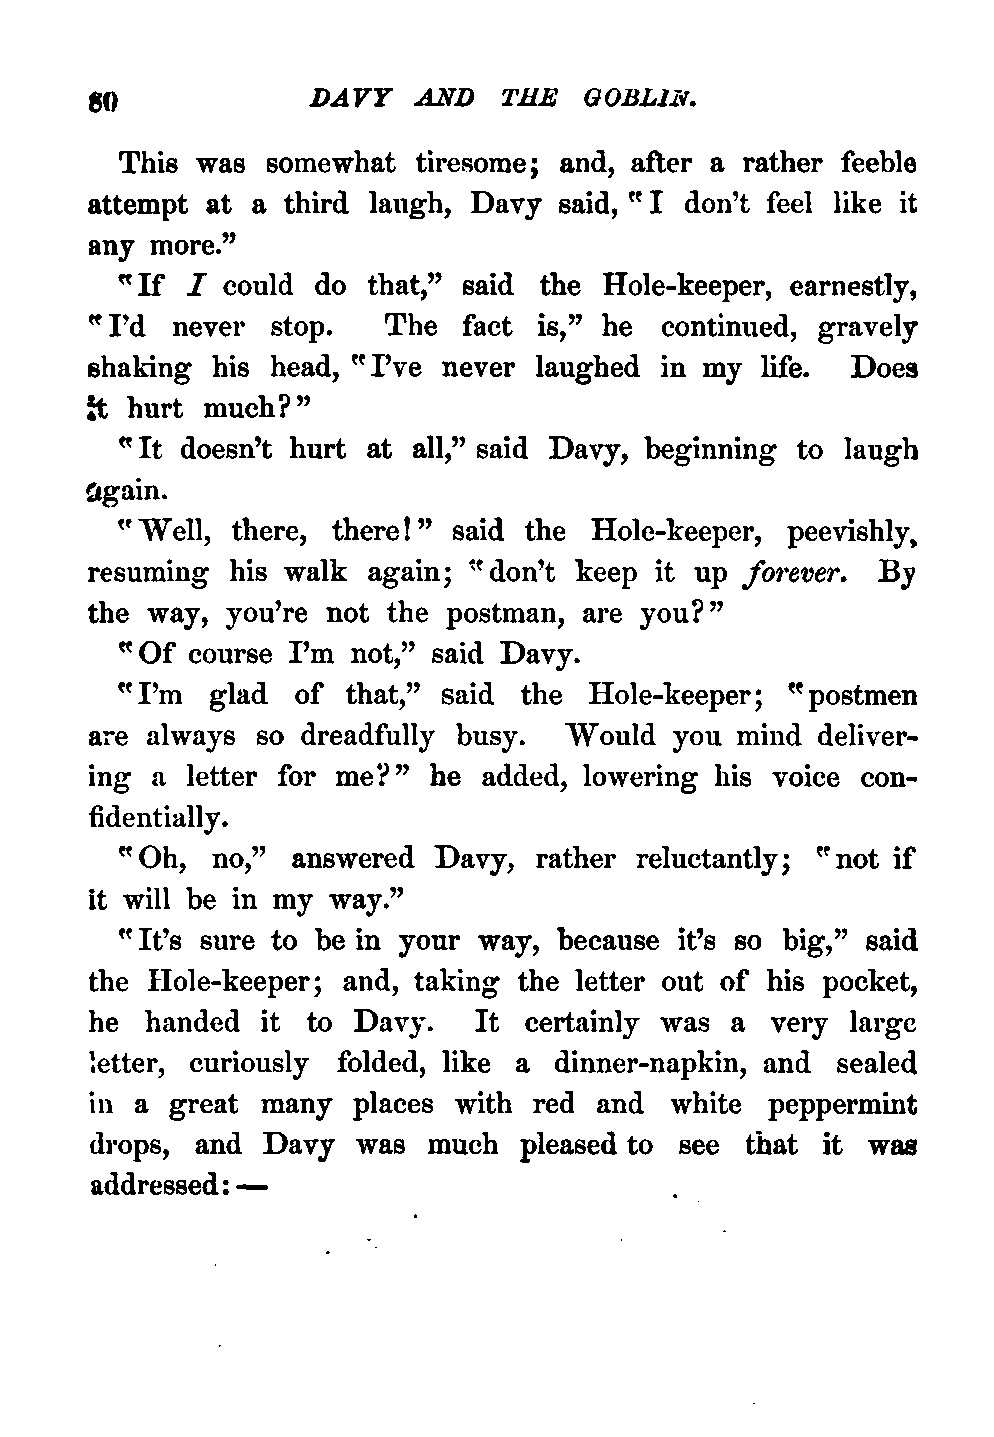 80 DAVY AND THE GOBLIN.
This was somewhat tiresome; and, after a rather feeble
attempt at a third laugh, Davy said, "I don't feel like it
any more."
"If I could do that," said the Hole-keeper, earnestly,
"I'd never stop. The fact is," he continued, gravely
shaking his head, "I've never laughed in my life. Does
it hurt much?"
"It doesn't hurt at all," said Davy, beginning to laugh
again.
"Well, there, there!" said the Hole-keeper, peevishly,
resuming his walk again; "don't keep it up forever. By
the way, you're not the postman, are you?"
"Of course I'm not," said Davy.
"I'm glad of that," said the Hole-keeper; "postmen
are always so dreadfully busy. Would you mind deliver-
ing a letter for me?" he added, lowering his voice con-
fidentially.
"Oh, no," answered Davy, rather reluctantly; "not if
it will be in my way."
"It's sure to be in your way, because it's so big," said
the Hole-keeper; and, taking the letter out of his pocket,
he handed it to Davy. It certainly was a very large
letter, curiously folded, like a dinner-napkin, and sealed
in a great many places with red and white peppermint
drops, and Davy was much pleased to see that it was
addressed:—